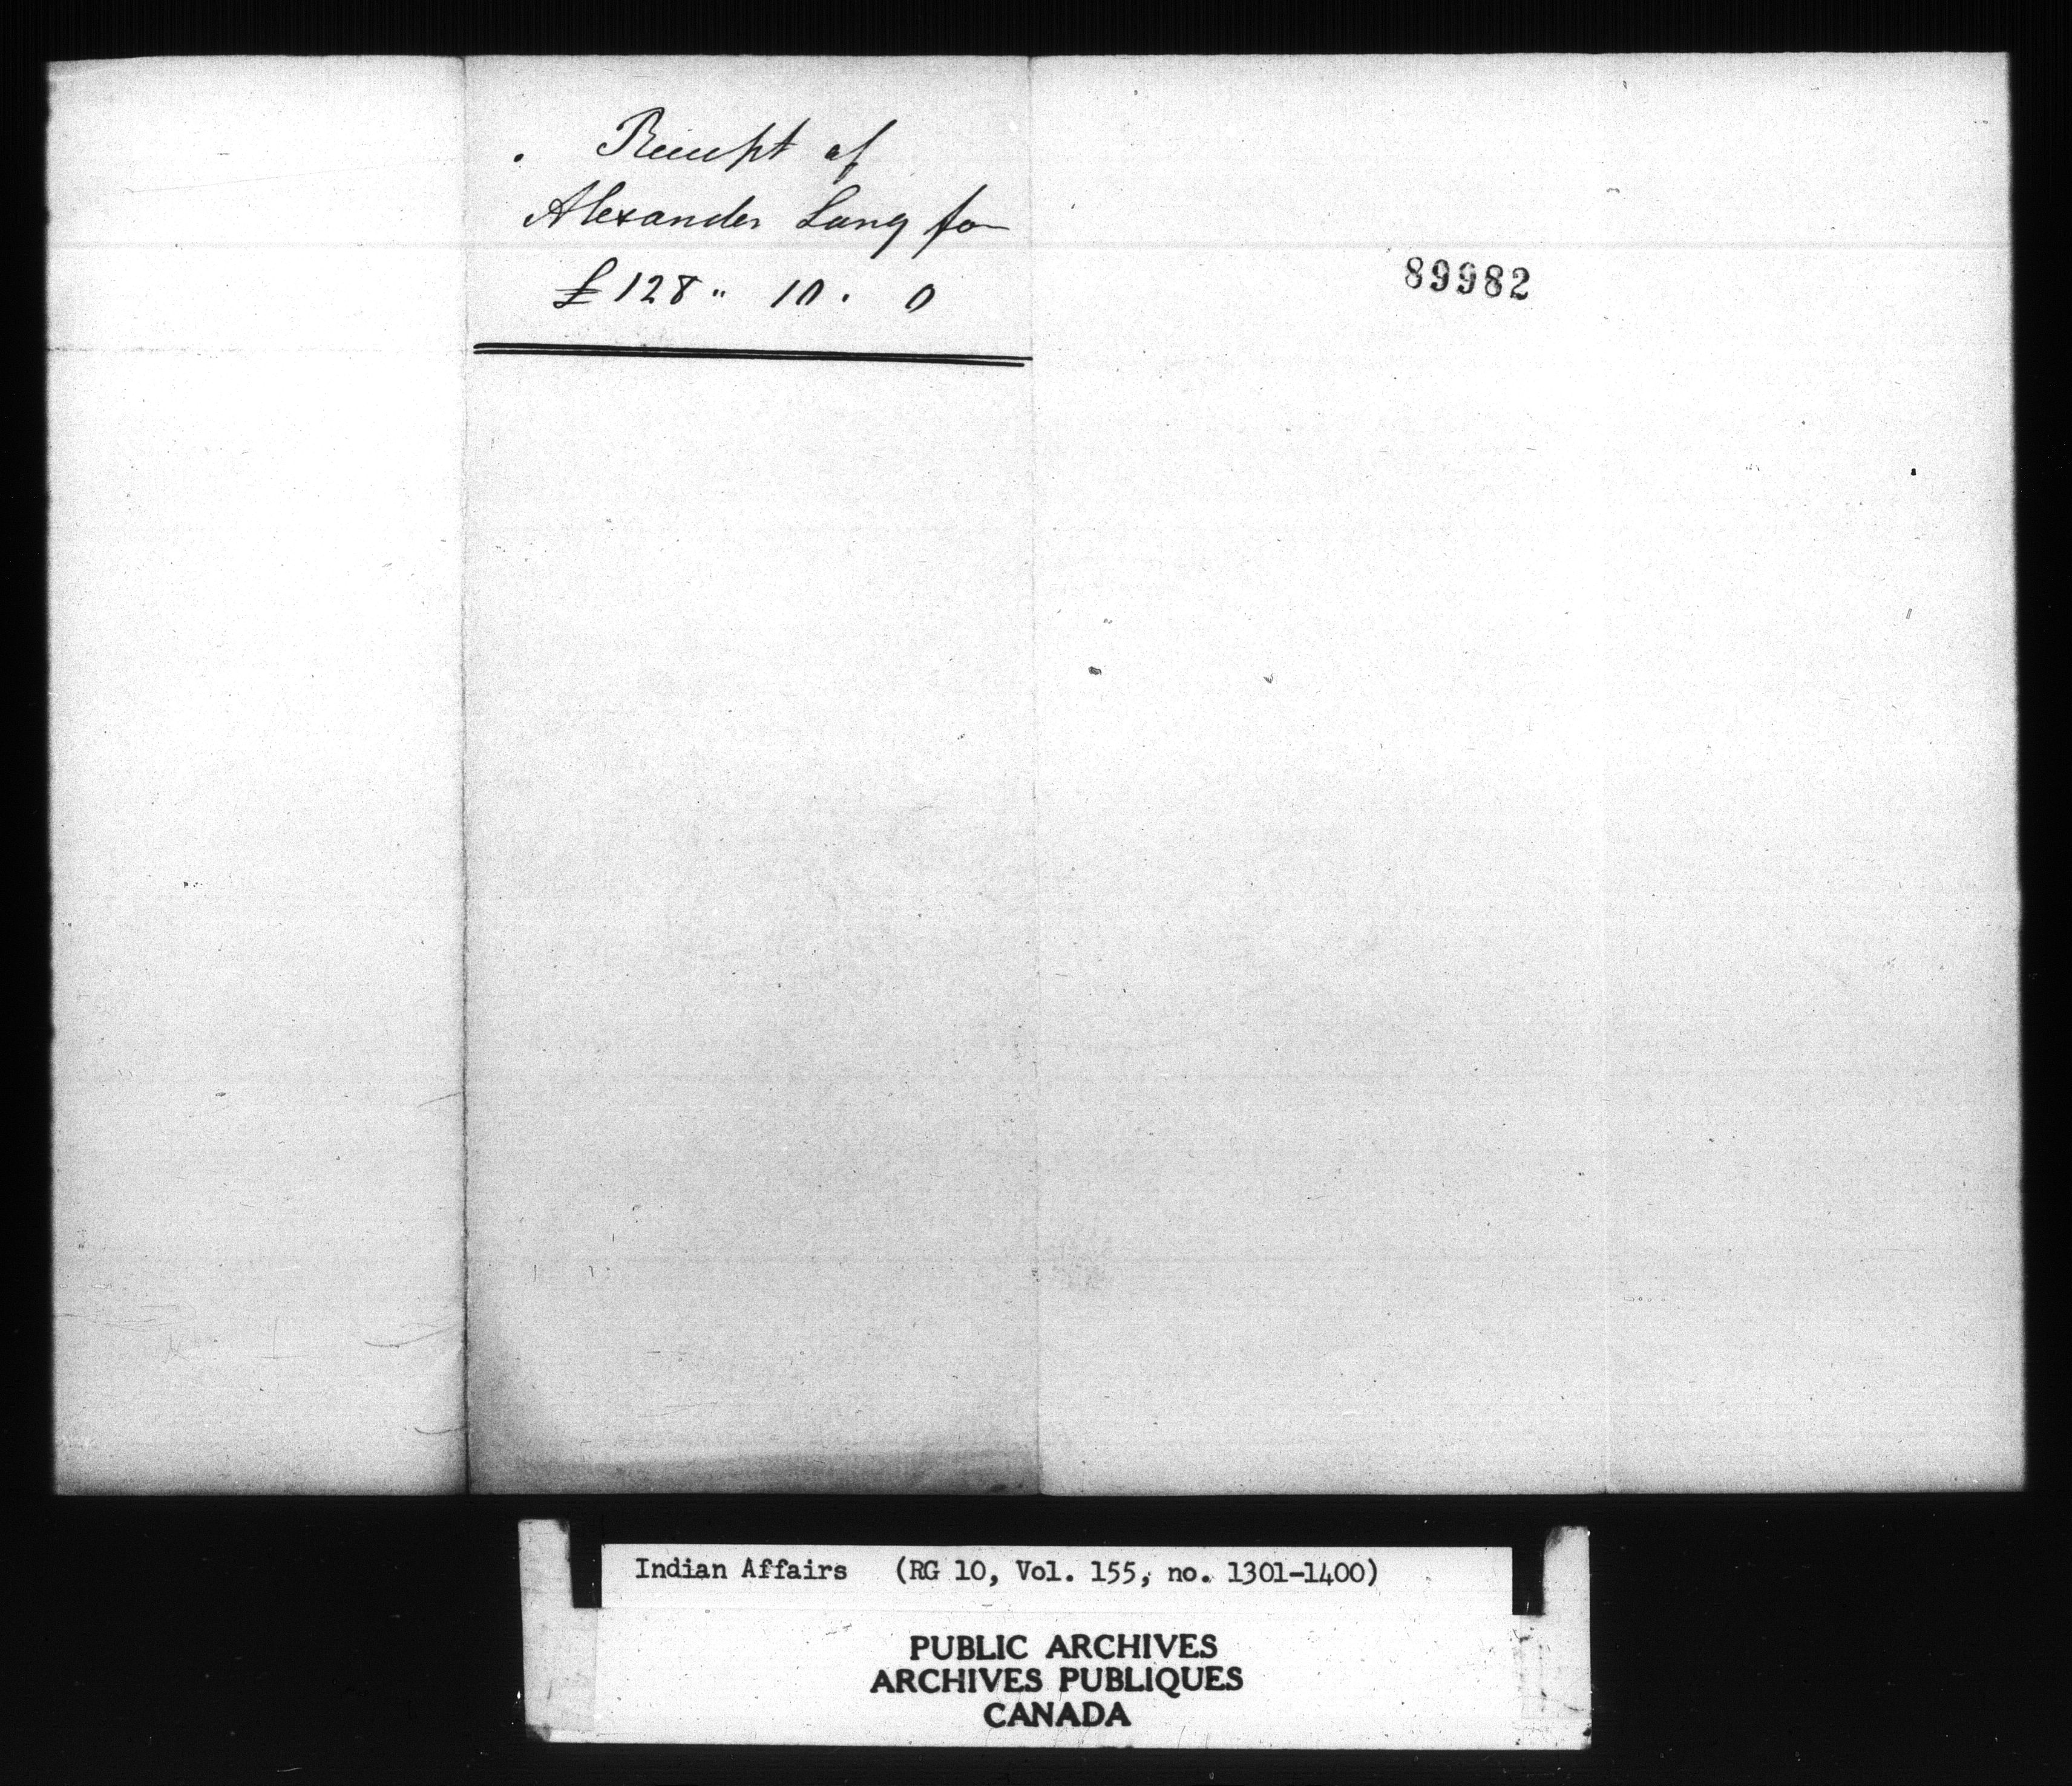 Receipt of
Alexander Lang for
£128 " 10 . 0
89982
Indian Affairs (RG 10, Vol. 155, no. 1301-1400)
PUBLIC ARCHIVES
ARCHIVES PUBLIQUES
CANADA